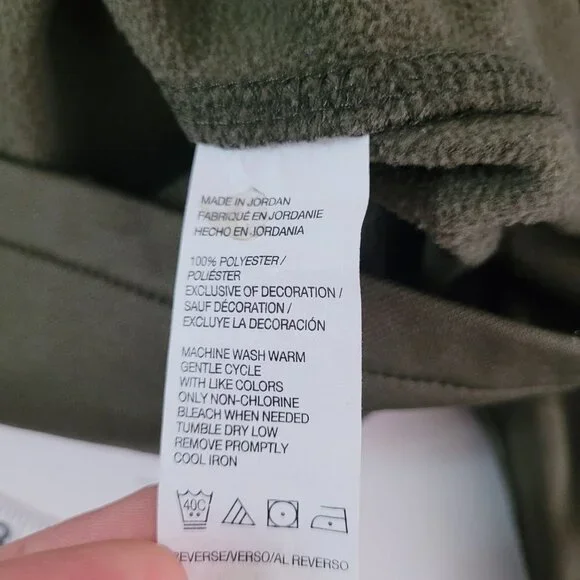 MADE IN JORDAN
FABRIQUÉ EN JORDANIE
HECHO EN JORDANIA
100% POLYESTER /
POLIÉSTER
EXCLUSIVE OF DECORATION /
SAUF DÉCORATION /
EXCLUYE LA DECORACIÓN
MACHINE WASH WARM
GENTLE CYCLE
WITH LIKE COLORS
ONLY NON-CHLORINE
BLEACH WHEN NEEDED
TUMBLE DRY LOW
REMOVE PROMPTLY
COOL IRON
40C
REVERSE/VERSO/AL REVERSO